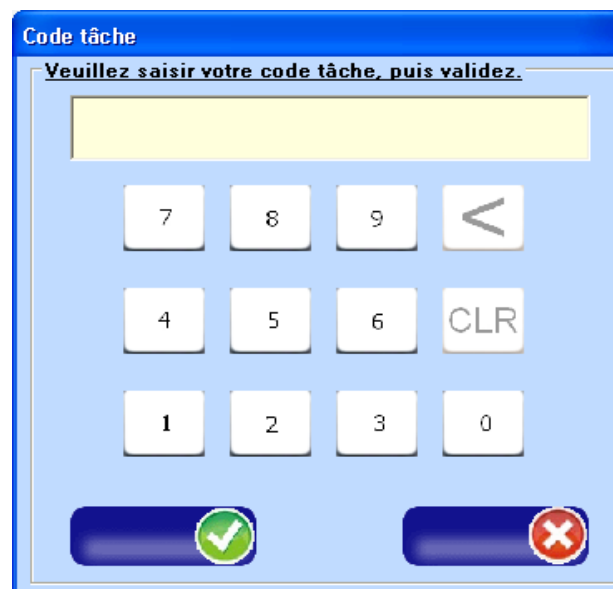 Code tâche
Veuillez saisir votre code tâche, puis validez.
7 8 9 <
4 5 6 CLR
1 2 3 0